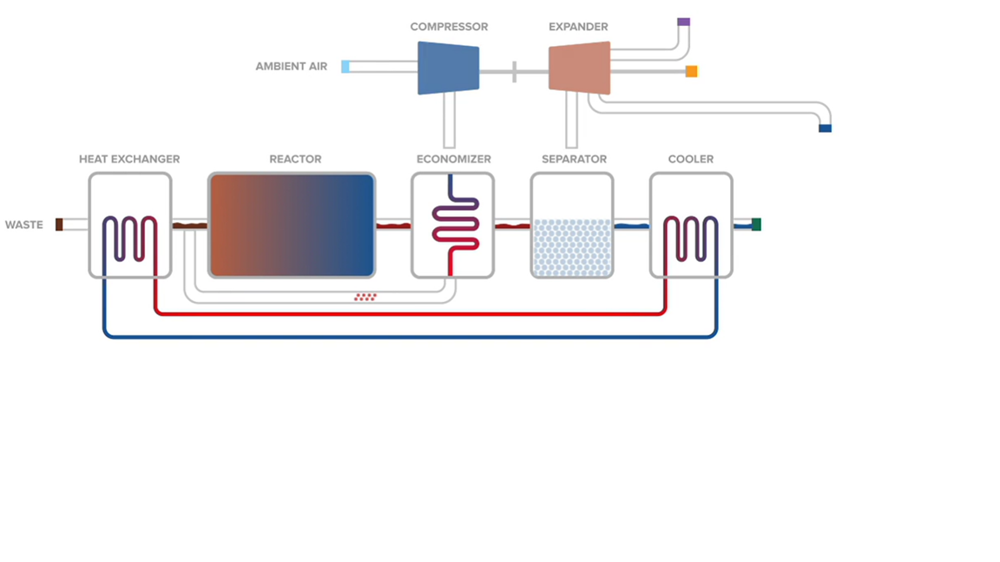 COMPRESSOR
EXPANDER
AMBIENT AIR
HEAT EXCHANGER
REACTOR
ECONOMIZER
SEPARATOR
COOLER
WASTE